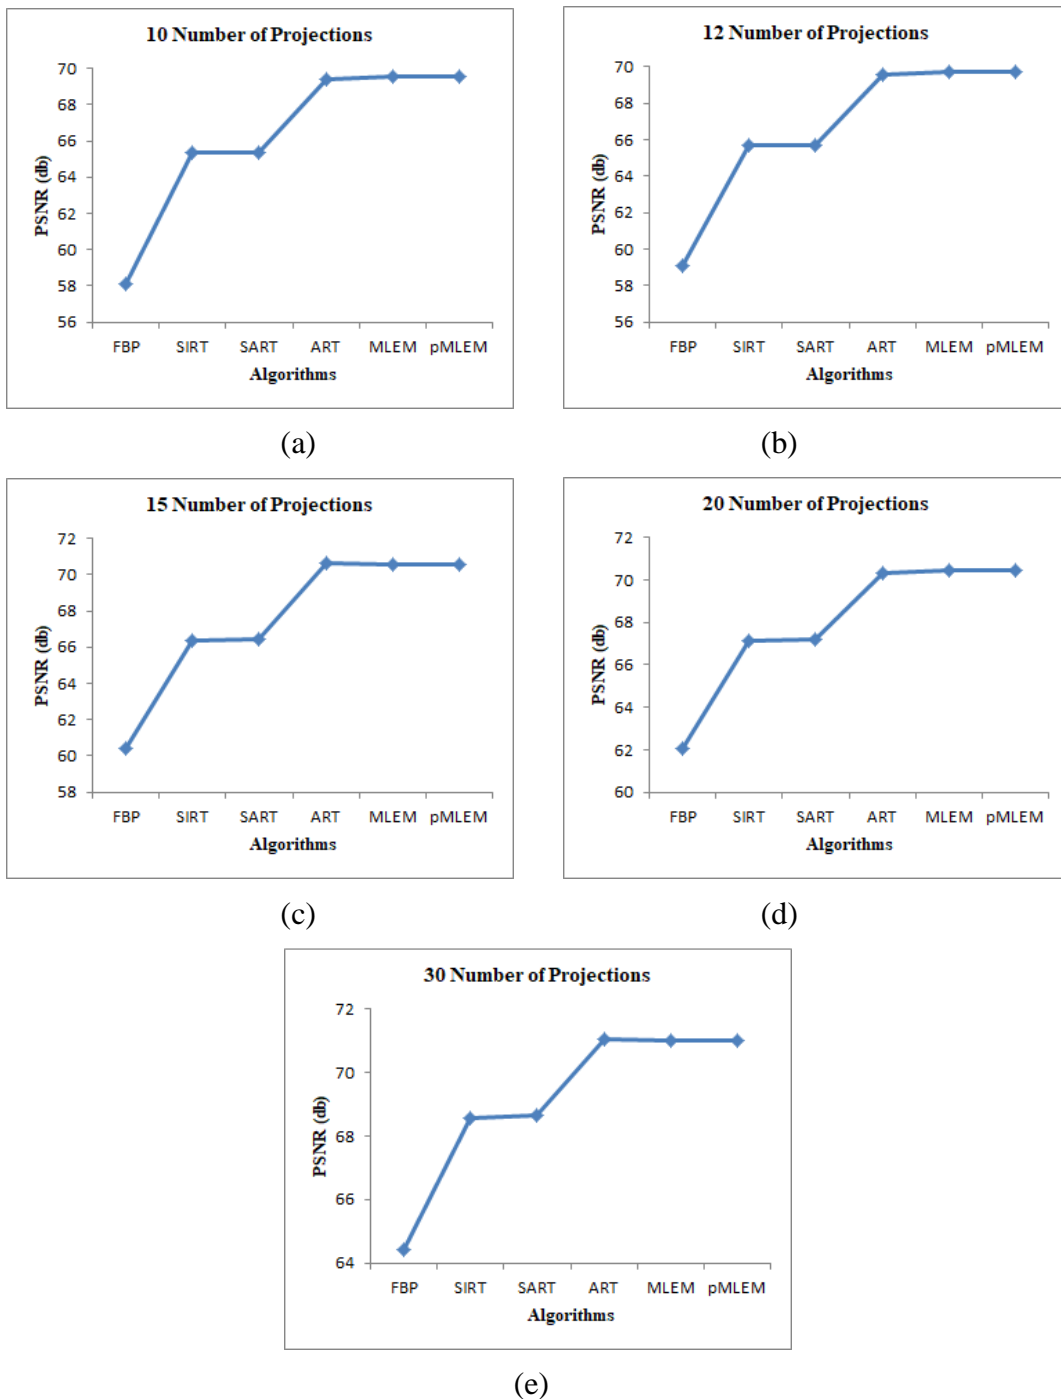 10 Number of Projections
70
68
66
64
62
60
58
56
PSNR (db)
FBP SIRT SART ART MLEM pMLEM
Algorithms
(a)
12 Number of Projections
70
68
66
64
62
60
58
56
PSNR (db)
FBP SIRT SART ART MLEM pMLEM
Algorithms
(b)
15 Number of Projections
72
70
68
66
64
62
60
58
PSNR (db)
FBP SIRT SART ART MLEM pMLEM
Algorithms
(c)
20 Number of Projections
72
70
68
66
64
62
60
PSNR (db)
FBP SIRT SART ART MLEM pMLEM
Algorithms
(d)
30 Number of Projections
72
70
68
66
64
PSNR (db)
FBP SIRT SART ART MLEM pMLEM
Algorithms
(e)